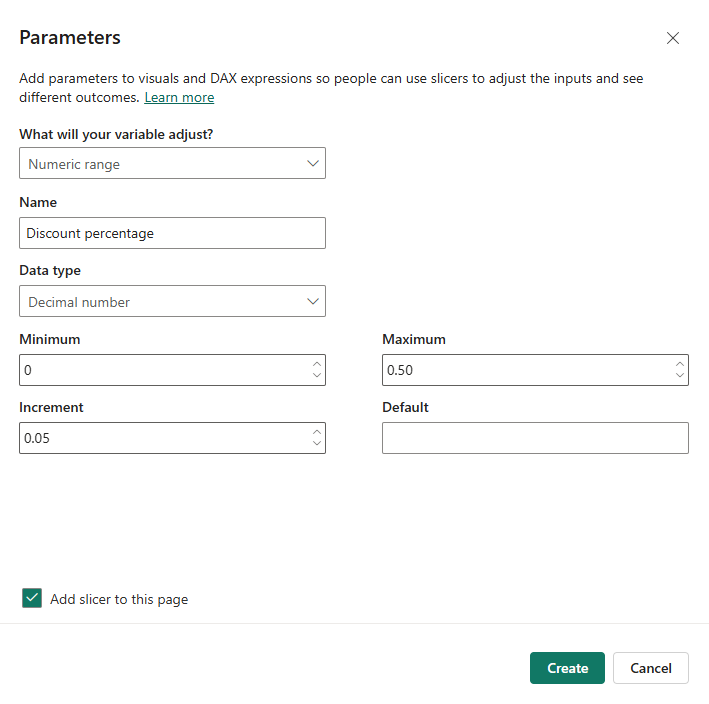 Parameters
Add parameters to visuals and DAX expressions so people can use slicers to adjust the inputs and see
different outcomes. Learn more
What will your variable adjust?
Numeric range
Name
Discount percentage
Data type
Decimal number
Minimum
Maximum
0
0.50
Increment
Default
0.05
Add slicer to this page
Create
Cancel